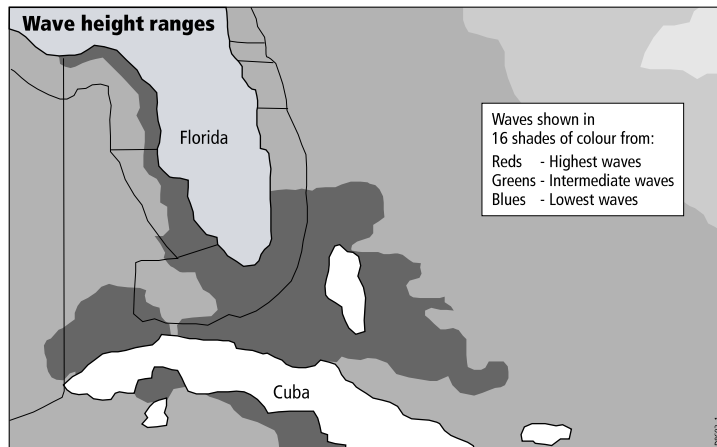 Wave height ranges
Florida
Waves shown in
16 shades of colour from:
Reds - Highest waves
Greens - Intermediate waves
Blues - Lowest waves
Cuba